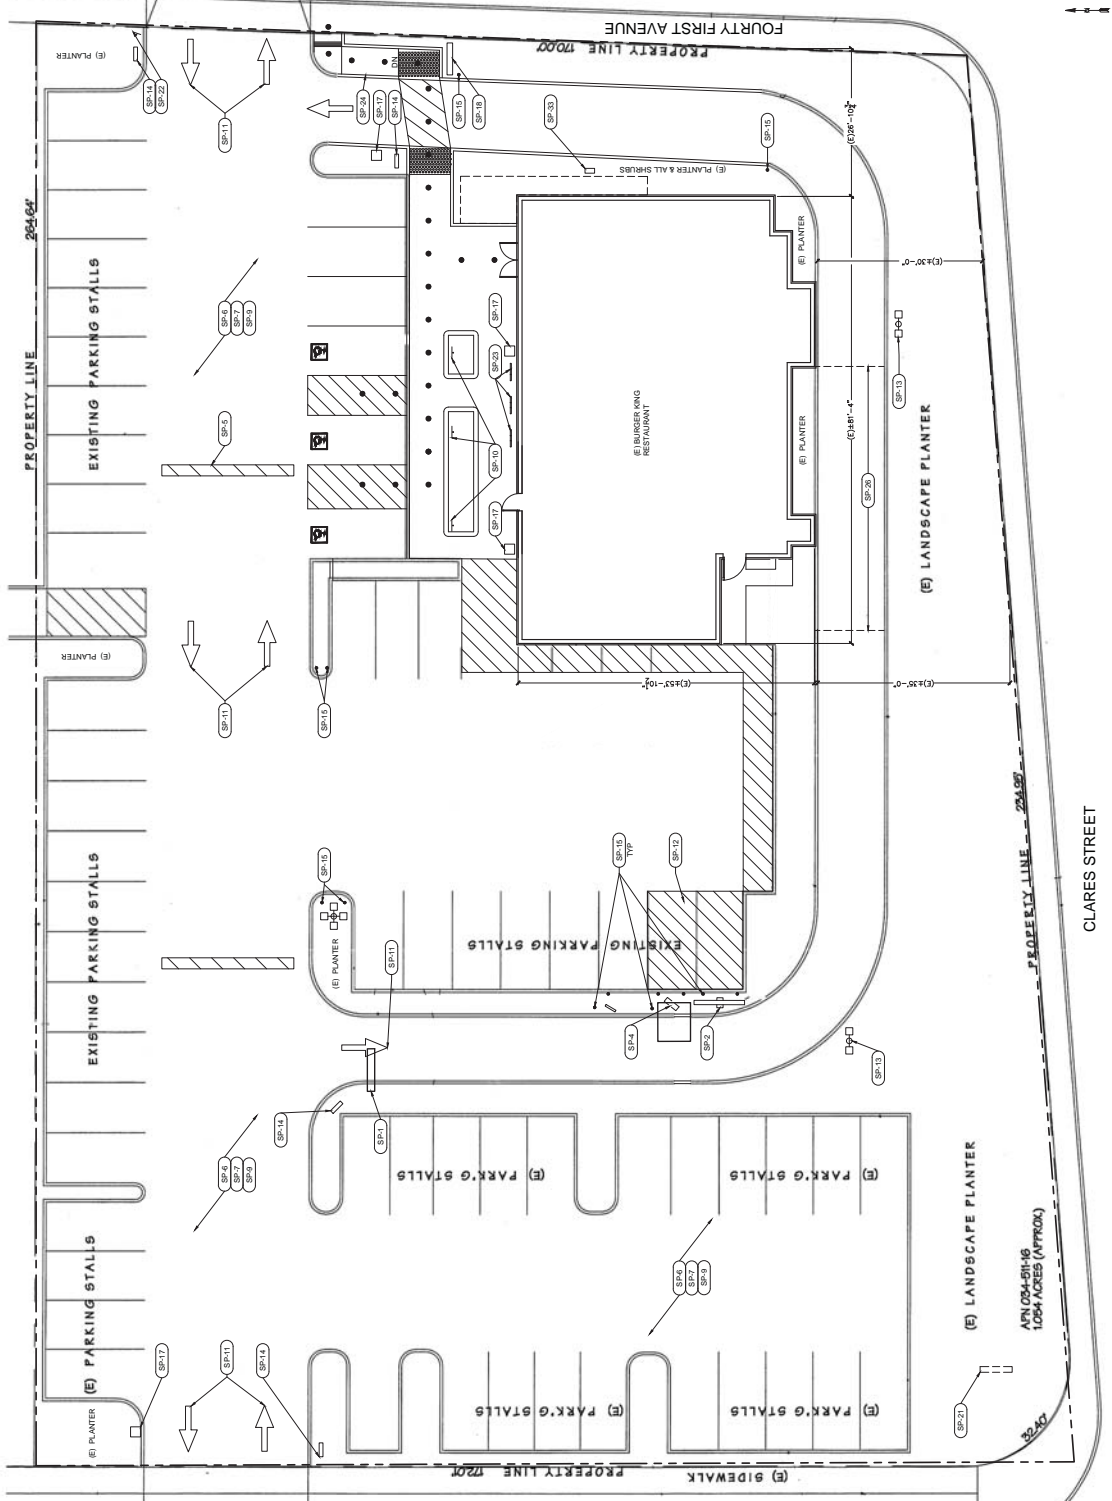 FOURTY FIRST AVENUE
PROPERTY LINE 170.00'
(E) PLANTER
SP-14
SP-22
SP-11
SP-24
SP-17
SP-14
DN
SP-15
SP-18
SP-33
SP-15
(E)26'-10¾"
(E) PLANTER & ALL SHRUBS
PROPERTY LINE
264.64'
EXISTING PARKING STALLS
SP-6
SP-7
SP-9
SP-5
SP-17
SP-23
SP-10
SP-17
(E) BURGER KING
RESTAURANT
(E) PLANTER
(E) PLANTER
(E)±30'-0"
SP-13
(E)±81'-4"
SP-26
(E) LANDSCAPE PLANTER
(E) PLANTER
SP-11
SP-15
(E)±53'-10½"
(E)±35'-0"
EXISTING PARKING STALLS
SP-15
(E) PLANTER
SP-11
EXISTING PARKING STALLS
SP-15
TYP
SP-12
SP-4
SP-2
SP-13
PROPERTY LINE
234.95'
CLARES STREET
SP-14
SP-1
SP-6
SP-7
SP-9
(E) PARK'G STALLS
(E) PARK'G STALLS
SP-6
SP-7
SP-9
(E) LANDSCAPE PLANTER
APN 034-511-16
1.054 ACRES (APPROX.)
(E) PARKING STALLS
(E) PLANTER
SP-17
SP-11
SP-14
(E) PARK'G STALLS
(E) PARK'G STALLS
SP-21
32.40'
PROPERTY LINE 172.01'
(E) SIDEWALK